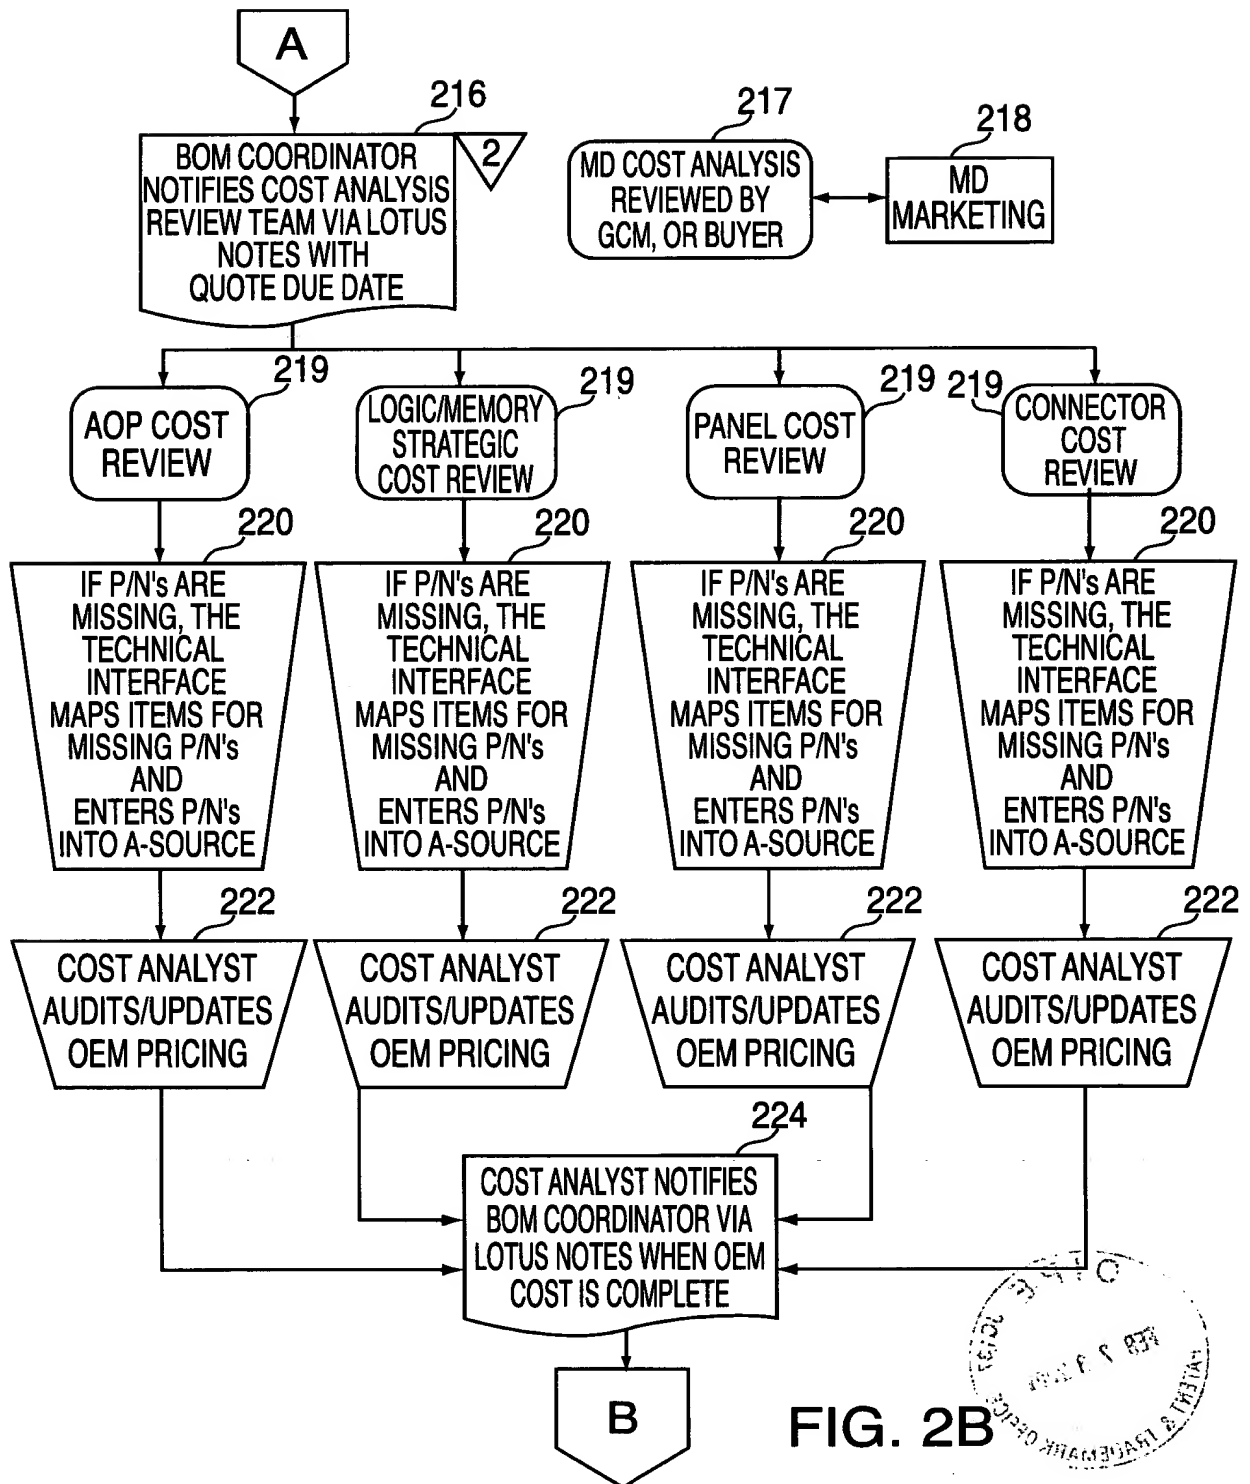 A
216
BOM COORDINATOR
NOTIFIES COST ANALYSIS
REVIEW TEAM VIA LOTUS
NOTES WITH
QUOTE DUE DATE
2
217
MD COST ANALYSIS
REVIEWED BY
GCM, OR BUYER
218
MD
MARKETING
219
AOP COST
REVIEW
219
LOGIC/MEMORY
STRATEGIC
COST REVIEW
219
PANEL COST
REVIEW
219
CONNECTOR
COST
REVIEW
220
IF P/N's ARE
MISSING, THE
TECHNICAL
INTERFACE
MAPS ITEMS FOR
MISSING P/N's
AND
ENTERS P/N's
INTO A-SOURCE
220
IF P/N's ARE
MISSING, THE
TECHNICAL
INTERFACE
MAPS ITEMS FOR
MISSING P/N's
AND
ENTERS P/N's
INTO A-SOURCE
220
IF P/N's ARE
MISSING, THE
TECHNICAL
INTERFACE
MAPS ITEMS FOR
MISSING P/N's
AND
ENTERS P/N's
INTO A-SOURCE
220
IF P/N's ARE
MISSING, THE
TECHNICAL
INTERFACE
MAPS ITEMS FOR
MISSING P/N's
AND
ENTERS P/N's
INTO A-SOURCE
222
COST ANALYST
AUDITS/UPDATES
OEM PRICING
222
COST ANALYST
AUDITS/UPDATES
OEM PRICING
222
COST ANALYST
AUDITS/UPDATES
OEM PRICING
222
COST ANALYST
AUDITS/UPDATES
OEM PRICING
224
COST ANALYST NOTIFIES
BOM COORDINATOR VIA
LOTUS NOTES WHEN OEM
COST IS COMPLETE
B
FIG. 2B
OIPE
FEB
PATENT & TRADEMARK OFFICE